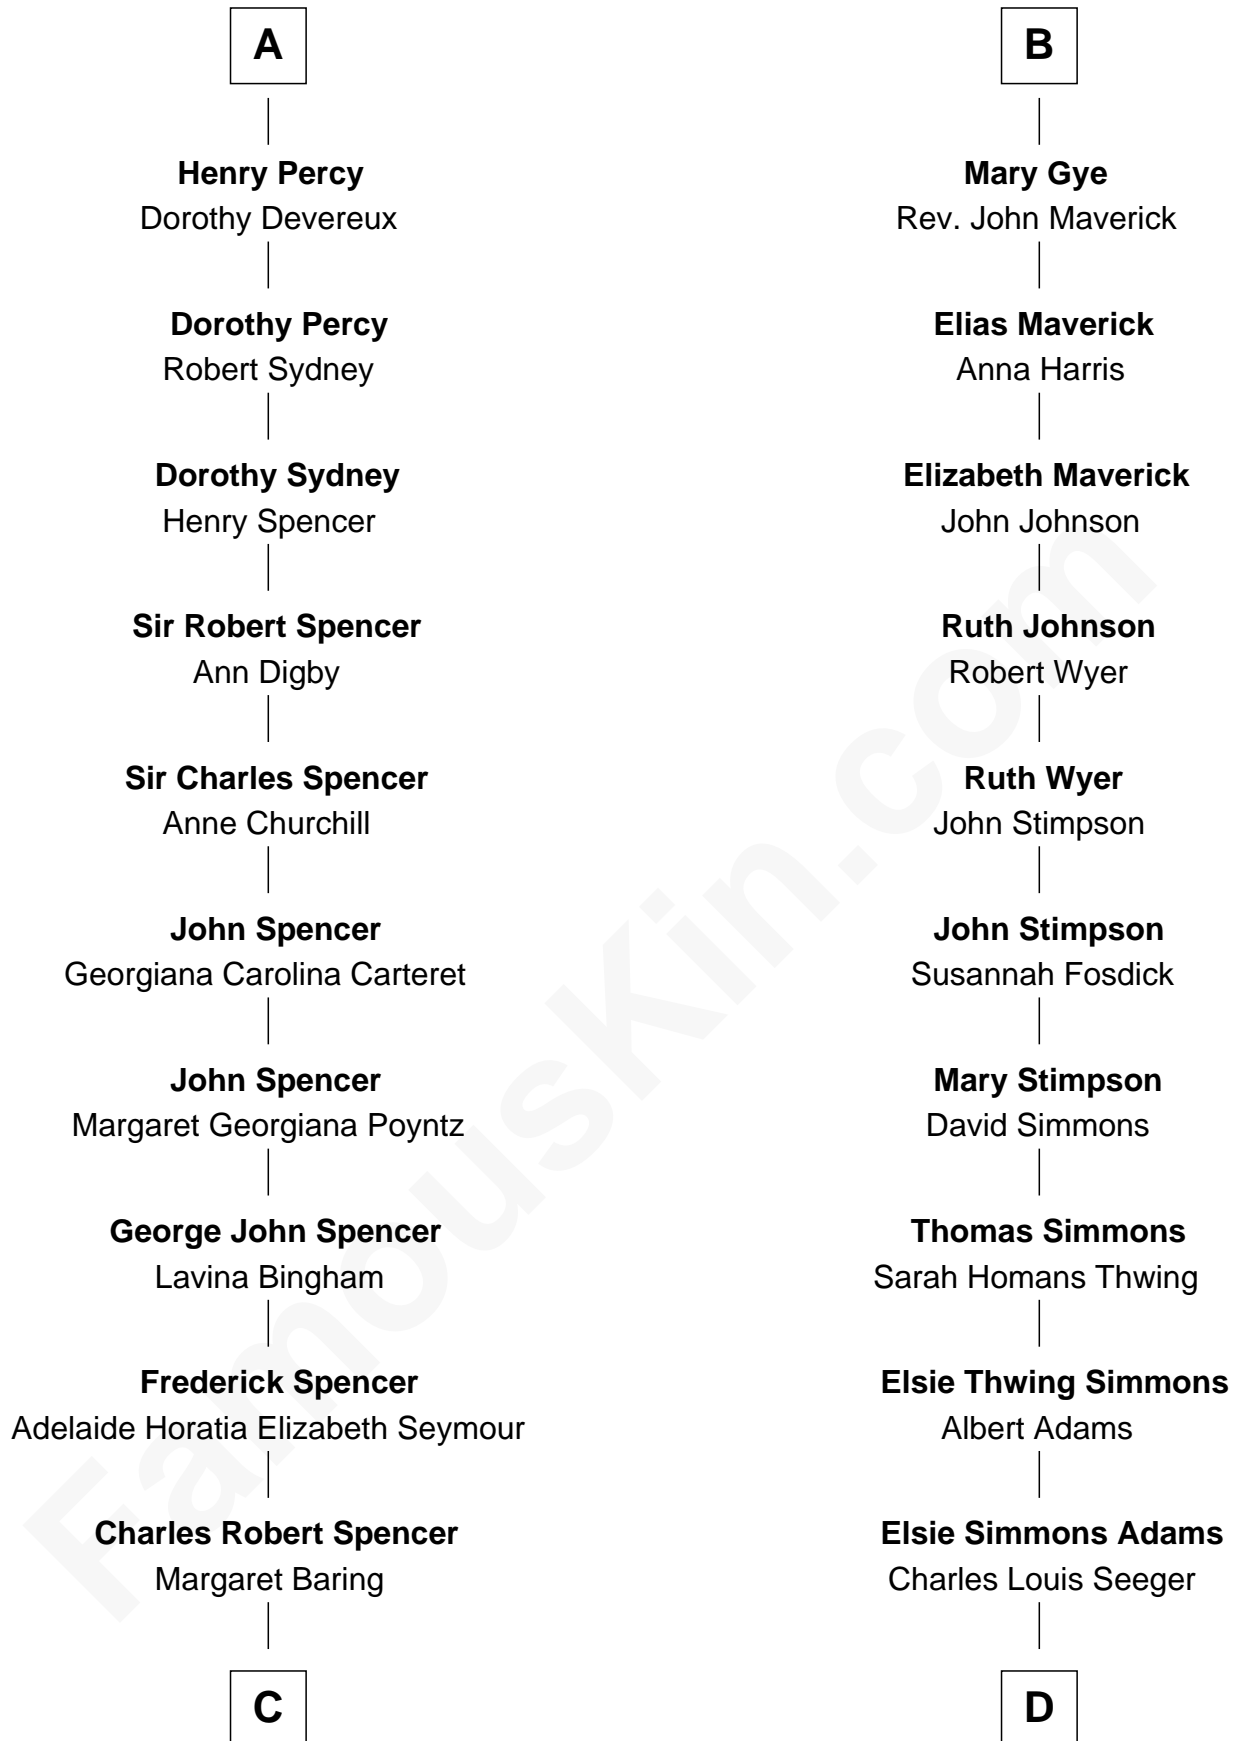 A
Henry Percy
Dorothy Devereux
Dorothy Percy
Robert Sydney
Dorothy Sydney
Henry Spencer
Sir Robert Spencer
Ann Digby
Sir Charles Spencer
Anne Churchill
John Spencer
Georgiana Carolina Carteret
John Spencer
Margaret Georgiana Poyntz
George John Spencer
Lavina Bingham
Frederick Spencer
Adelaide Horatia Elizabeth Seymour
Charles Robert Spencer
Margaret Baring
C
B
Mary Gye
Rev. John Maverick
Elias Maverick
Anna Harris
Elizabeth Maverick
John Johnson
Ruth Johnson
Robert Wyer
Ruth Wyer
John Stimpson
John Stimpson
Susannah Fosdick
Mary Stimpson
David Simmons
Thomas Simmons
Sarah Homans Thwing
Elsie Thwing Simmons
Albert Adams
Elsie Simmons Adams
Charles Louis Seeger
D
FamousKin.com